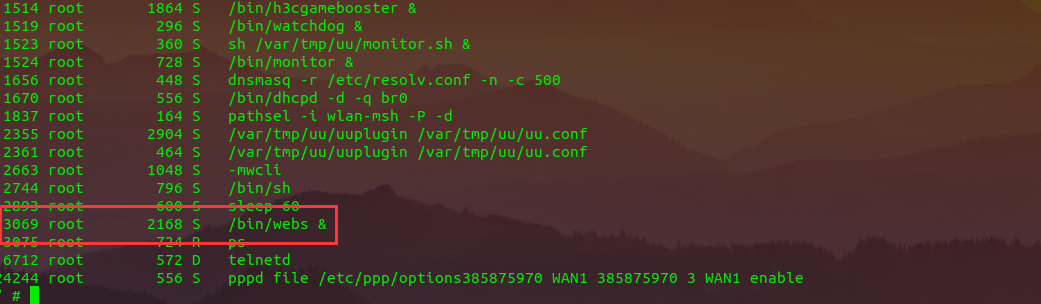 1514 root 1864 S /bin/h3cgamebooster &
1519 root 296 S /bin/watchdog &
1523 root 360 S sh /var/tmp/uu/monitor.sh &
1524 root 728 S /bin/monitor &
1656 root 448 S dnsmasq -r /etc/resolv.conf -n -c 500
1670 root 556 S /bin/dhcpd -d -q br0
1837 root 164 S pathsel -i wlan-msh -P -d
2355 root 2904 S /var/tmp/uu/uuplugin /var/tmp/uu/uu.conf
2361 root 464 S /var/tmp/uu/uuplugin /var/tmp/uu/uu.conf
2663 root 1048 S -mwcli
2744 root 796 S /bin/sh
2893 root 600 S sleep 60
3069 root 2168 S /bin/webs &
3075 root 724 R ps
6712 root 572 D telnetd
24244 root 556 S pppd file /etc/ppp/options385875970 WAN1 385875970 3 WAN1 enable
/ #